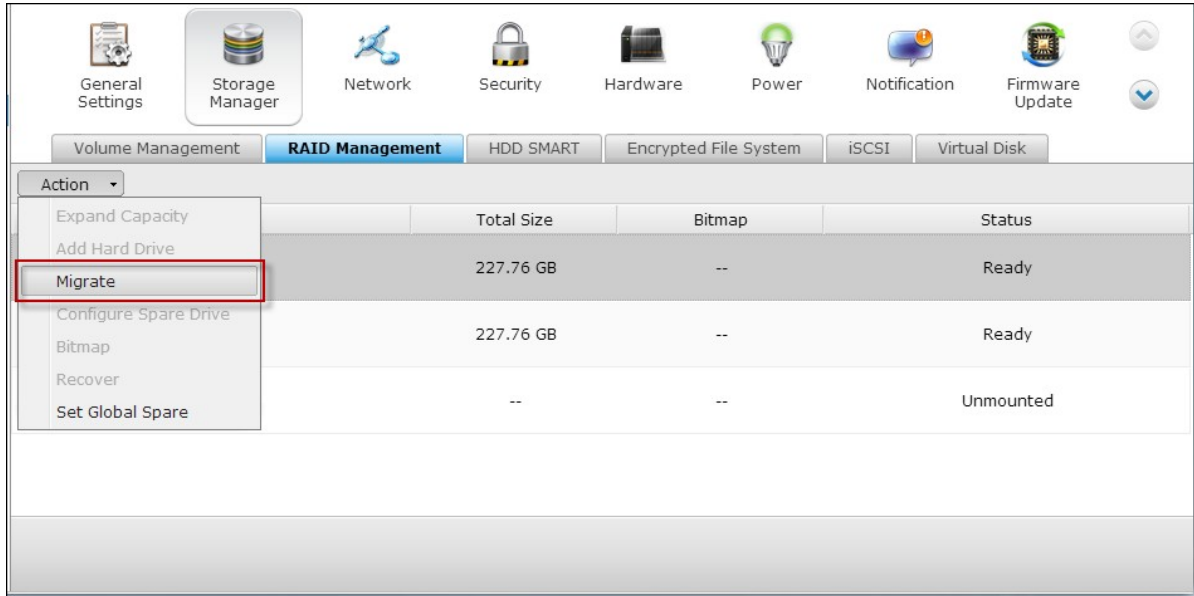 General Settings
Storage Manager
Network
Security
Hardware
Power
Notification
Firmware Update
Volume Management
RAID Management
HDD SMART
Encrypted File System
iSCSI
Virtual Disk
Action
Total Size Bitmap Status
Expand Capacity
Add Hard Drive
Migrate
Configure Spare Drive
Bitmap
Recover
Set Global Spare
227.76 GB -- Ready
227.76 GB -- Ready
-- -- Unmounted